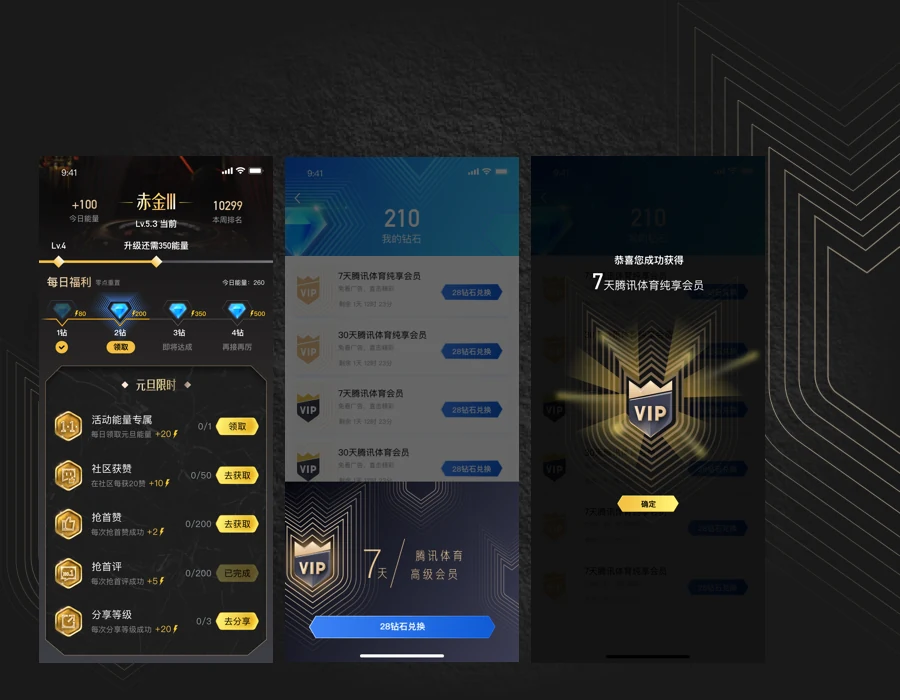 9:41
+100
今日能量
赤金Ⅲ
Lv.5.3 当前
10299
本周排名
Lv.4
升级还需350能量
每日福利
零点重置
今日能量：260
80
200
350
500
1钻
2钻
3钻
4钻
领取
即将达成
再接再厉
元旦限时
1·1
活动能量专属
每日领取元旦能量 +20
0/1
领取
社区获赞
在社区每获20赞 +10
0/50
去获取
抢首赞
每次抢首赞成功 +2
0/200
去获取
抢首评
每次抢首评成功 +5
0/200
已完成
分享等级
每次分享等级成功 +20
0/3
去分享
9:41
210
我的钻石
VIP
7天腾讯体育纯享会员
28钻石兑换
VIP
30天腾讯体育纯享会员
28钻石兑换
VIP
7天腾讯体育会员
28钻石兑换
VIP
30天腾讯体育会员
28钻石兑换
VIP
7天
腾讯体育
高级会员
28钻石兑换
210
恭喜您成功获得
7天腾讯体育纯享会员
VIP
确定